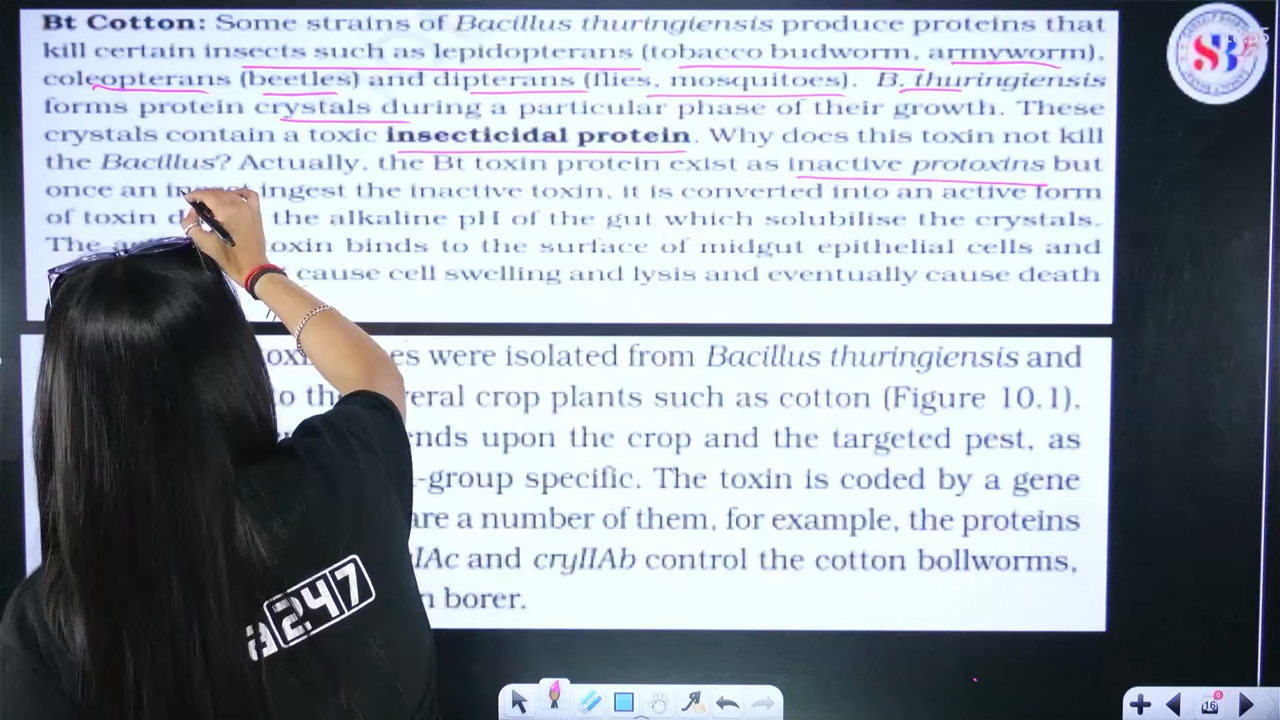 Bt Cotton: Some strains of Bacillus thuringiensis produce proteins that
kill certain insects such as lepidopterans (tobacco budworm, armyworm),
coleopterans (beetles) and dipterans (flies, mosquitoes). B. thuringiensis
forms protein crystals during a particular phase of their growth. These
crystals contain a toxic insecticidal protein. Why does this toxin not kill
the Bacillus? Actually, the Bt toxin protein exist as inactive protoxins but
once an ingest the inactive toxin, it is converted into an active form
of toxin the alkaline pH of the gut which solubilise the crystals.
The binds to the surface of midgut epithelial cells and
cause cell swelling and lysis and eventually cause death
were isolated from Bacillus thuringiensis and
crop plants such as cotton (Figure 10.1).
upon the crop and the targeted pest, as
-group specific. The toxin is coded by a gene
are a number of them, for example, the proteins
and cryIIAb control the cotton bollworms,
borer.
247
SB
16